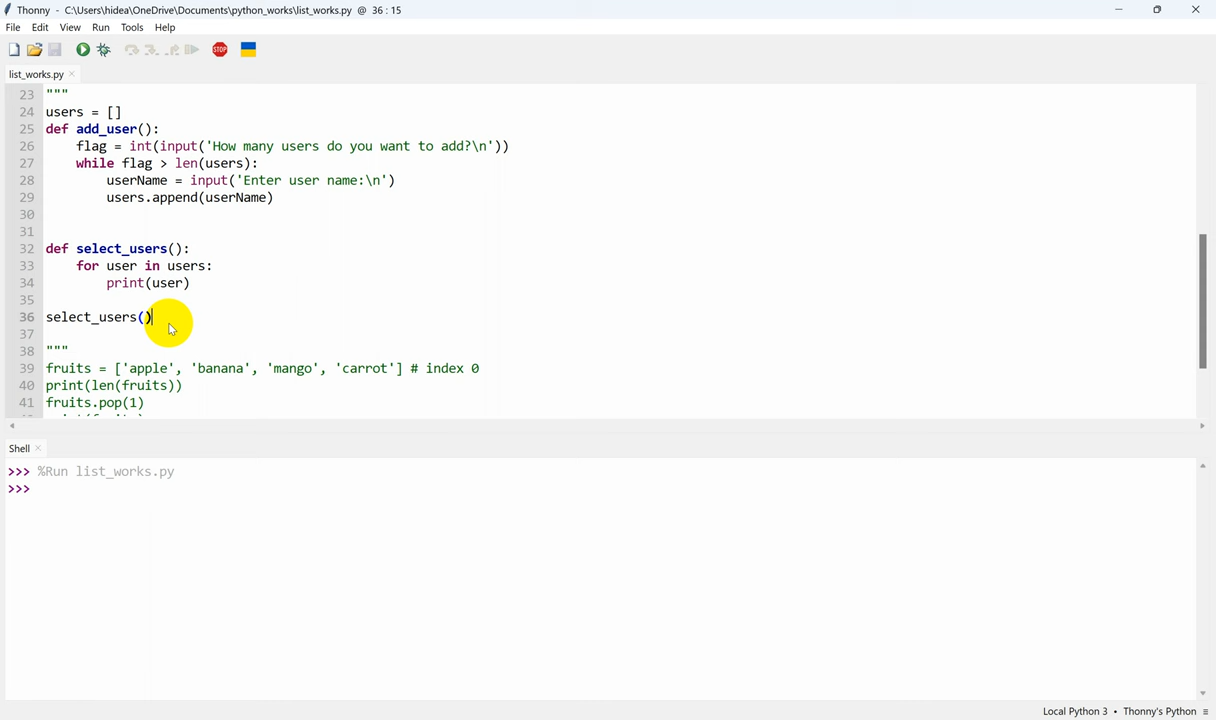 Thonny - C:\Users\hidea\OneDrive\Documents\python_works\list_works.py @ 36 : 15
File Edit View Run Tools Help
STOP
list_works.py ×
23 """
24 users = []
25 def add_user():
26 flag = int(input('How many users do you want to add?\n'))
27 while flag > len(users):
28 userName = input('Enter user name:\n')
29 users.append(userName)
30
31
32 def select_users():
33 for user in users:
34 print(user)
35
36 select_users()
37
38 """
39 fruits = ['apple', 'banana', 'mango', 'carrot'] # index 0
40 print(len(fruits))
41 fruits.pop(1)
Shell ×
>>> %Run list_works.py
>>>
Local Python 3 • Thonny's Python ≡